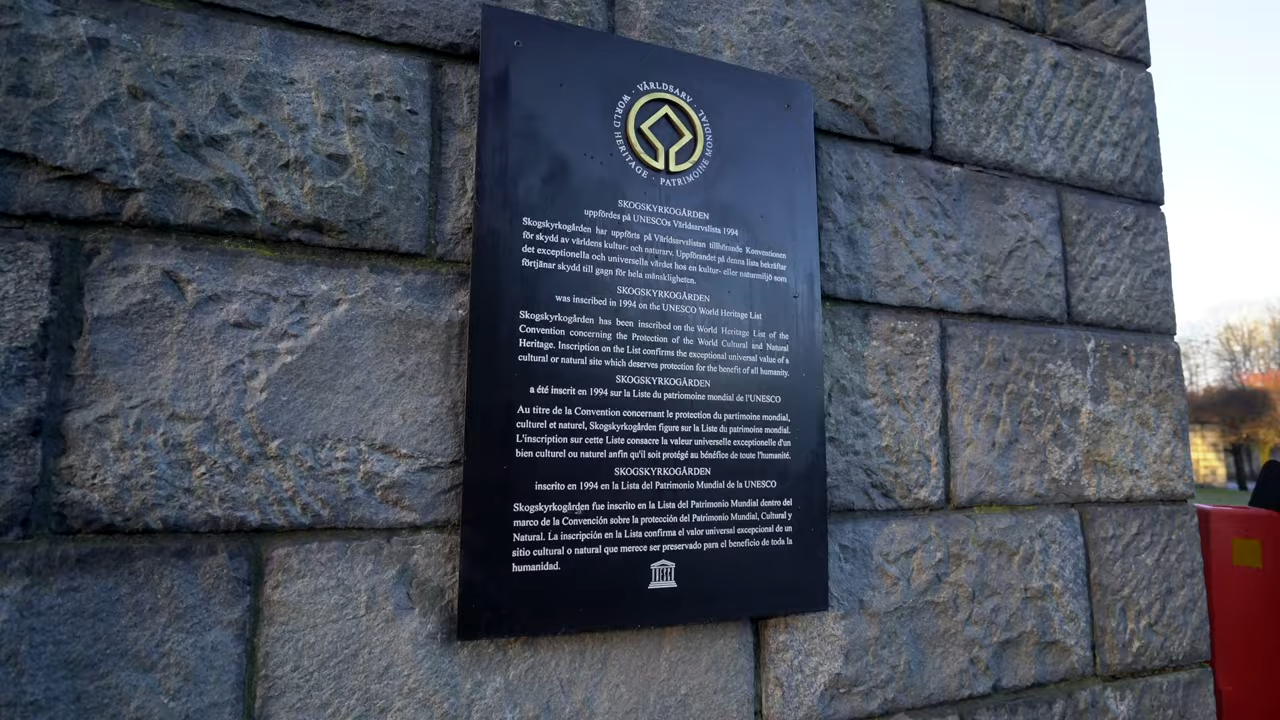 VÄRLDSARV · WORLD HERITAGE · PATRIMOINE MONDIAL ·
SKOGSKYRKOGÅRDEN
uppfördes på UNESCOs Världsarvslista 1994
Skogskyrkogården har uppförts på Världsarvslistan tillhörande Konventionen
för skydd av världens kultur- och naturarv. Uppförandet på denna lista bekräftar
det exceptionella och universella värdet hos en kultur- eller naturmiljö som
förtjänar skydd till gagn för hela mänskligheten.
SKOGSKYRKOGÅRDEN
was inscribed in 1994 on the UNESCO World Heritage List
Skogskyrkogården has been inscribed on the World Heritage List of the
Convention concerning the Protection of the World Cultural and Natural
Heritage. Inscription on the List confirms the exceptional universal value of a
cultural or natural site which deserves protection for the benefit of all humanity.
SKOGSKYRKOGÅRDEN
a été inscrit en 1994 sur la Liste du patrimoine mondial de l'UNESCO
Au titre de la Convention concernant le protection du partimoine mondial,
culturel et naturel, Skogskyrkogården figure sur la Liste du patrimoine mondial.
L'inscription sur cette Liste consacre la valeur universelle exceptionelle d'un
bien culturel ou naturel anfin qu'il soit protégé au bénéfice de toute l'humanité.
SKOGSKYRKOGÅRDEN
inscrito en 1994 en la Lista del Patrimonio Mundial de la UNESCO
Skogskyrkogården fue inscrito en la Lista del Patrimonio Mundial dentro del
marco de la Convención sobre la protección del Patrimonio Mundial, Cultural y
Natural. La inscripción en la Lista confirma el valor universal excepcional de un
sitio cultural o natural que merece ser preservado para el beneficio de toda la
humanidad.
UNESCO